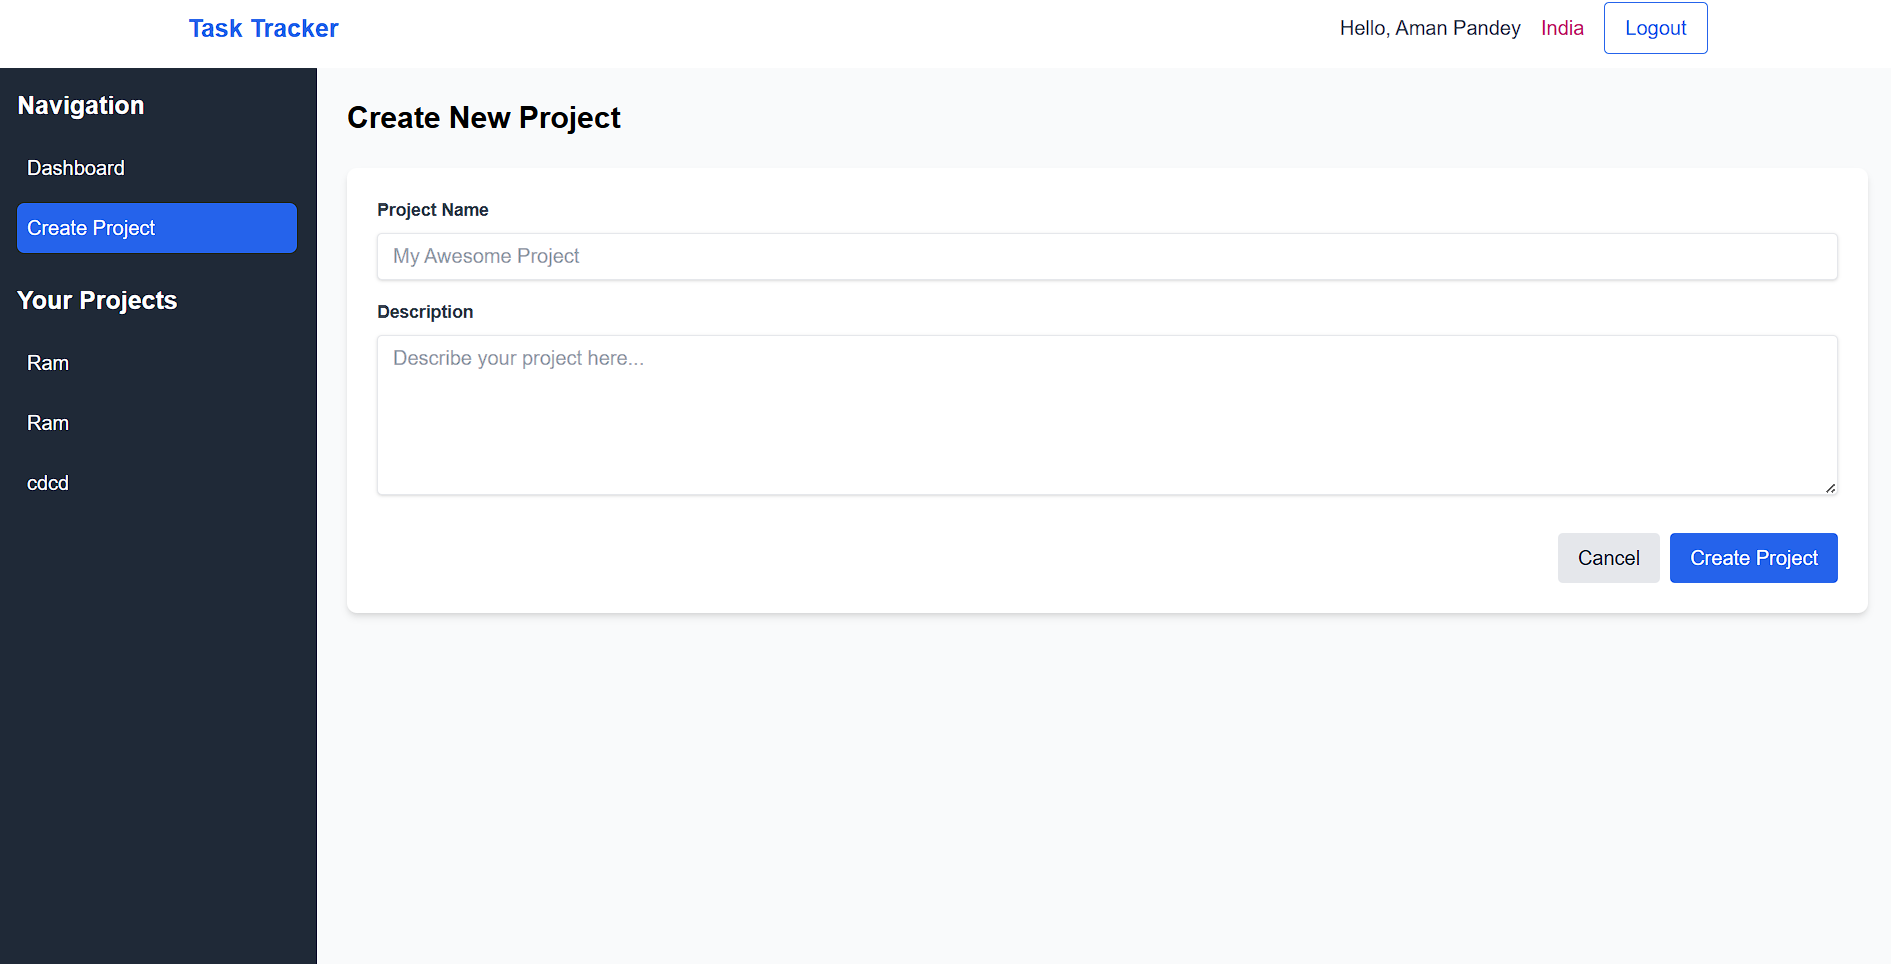 Task Tracker
Hello, Aman Pandey India Logout
Navigation
Dashboard
Create Project
Your Projects
Ram
Ram
cdcd
Create New Project
Project Name
My Awesome Project
Description
Describe your project here...
Cancel
Create Project